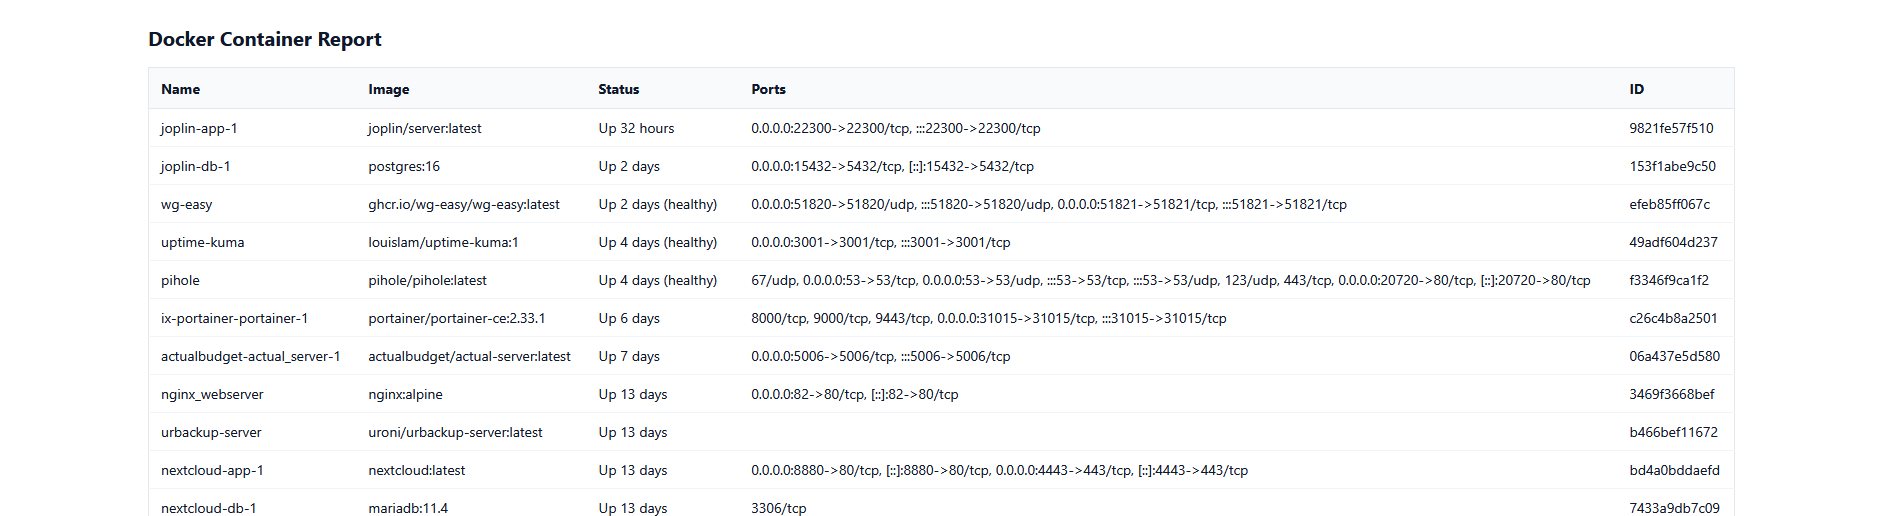 Docker Container Report
Name Image Status Ports ID
joplin-app-1 joplin/server:latest Up 32 hours 0.0.0.0:22300->22300/tcp, :::22300->22300/tcp 9821fe57f510
joplin-db-1 postgres:16 Up 2 days 0.0.0.0:15432->5432/tcp, [::]:15432->5432/tcp 153f1abe9c50
wg-easy ghcr.io/wg-easy/wg-easy:latest Up 2 days (healthy) 0.0.0.0:51820->51820/udp, :::51820->51820/udp, 0.0.0.0:51821->51821/tcp, :::51821->51821/tcp efeb85ff067c
uptime-kuma louislam/uptime-kuma:1 Up 4 days (healthy) 0.0.0.0:3001->3001/tcp, :::3001->3001/tcp 49adf604d237
pihole pihole/pihole:latest Up 4 days (healthy) 67/udp, 0.0.0.0:53->53/tcp, 0.0.0.0:53->53/udp, :::53->53/tcp, :::53->53/udp, 123/udp, 443/tcp, 0.0.0.0:20720->80/tcp, [::]:20720->80/tcp f3346f9ca1f2
ix-portainer-portainer-1 portainer/portainer-ce:2.33.1 Up 6 days 8000/tcp, 9000/tcp, 9443/tcp, 0.0.0.0:31015->31015/tcp, :::31015->31015/tcp c26c4b8a2501
actualbudget-actual_server-1 actualbudget/actual-server:latest Up 7 days 0.0.0.0:5006->5006/tcp, :::5006->5006/tcp 06a437e5d580
nginx_webserver nginx:alpine Up 13 days 0.0.0.0:82->80/tcp, [::]:82->80/tcp 3469f3668bef
urbackup-server uroni/urbackup-server:latest Up 13 days b466bef11672
nextcloud-app-1 nextcloud:latest Up 13 days 0.0.0.0:8880->80/tcp, [::]:8880->80/tcp, 0.0.0.0:4443->443/tcp, [::]:4443->443/tcp bd4a0bddaefd
nextcloud-db-1 mariadb:11.4 Up 13 days 3306/tcp 7433a9db7c09